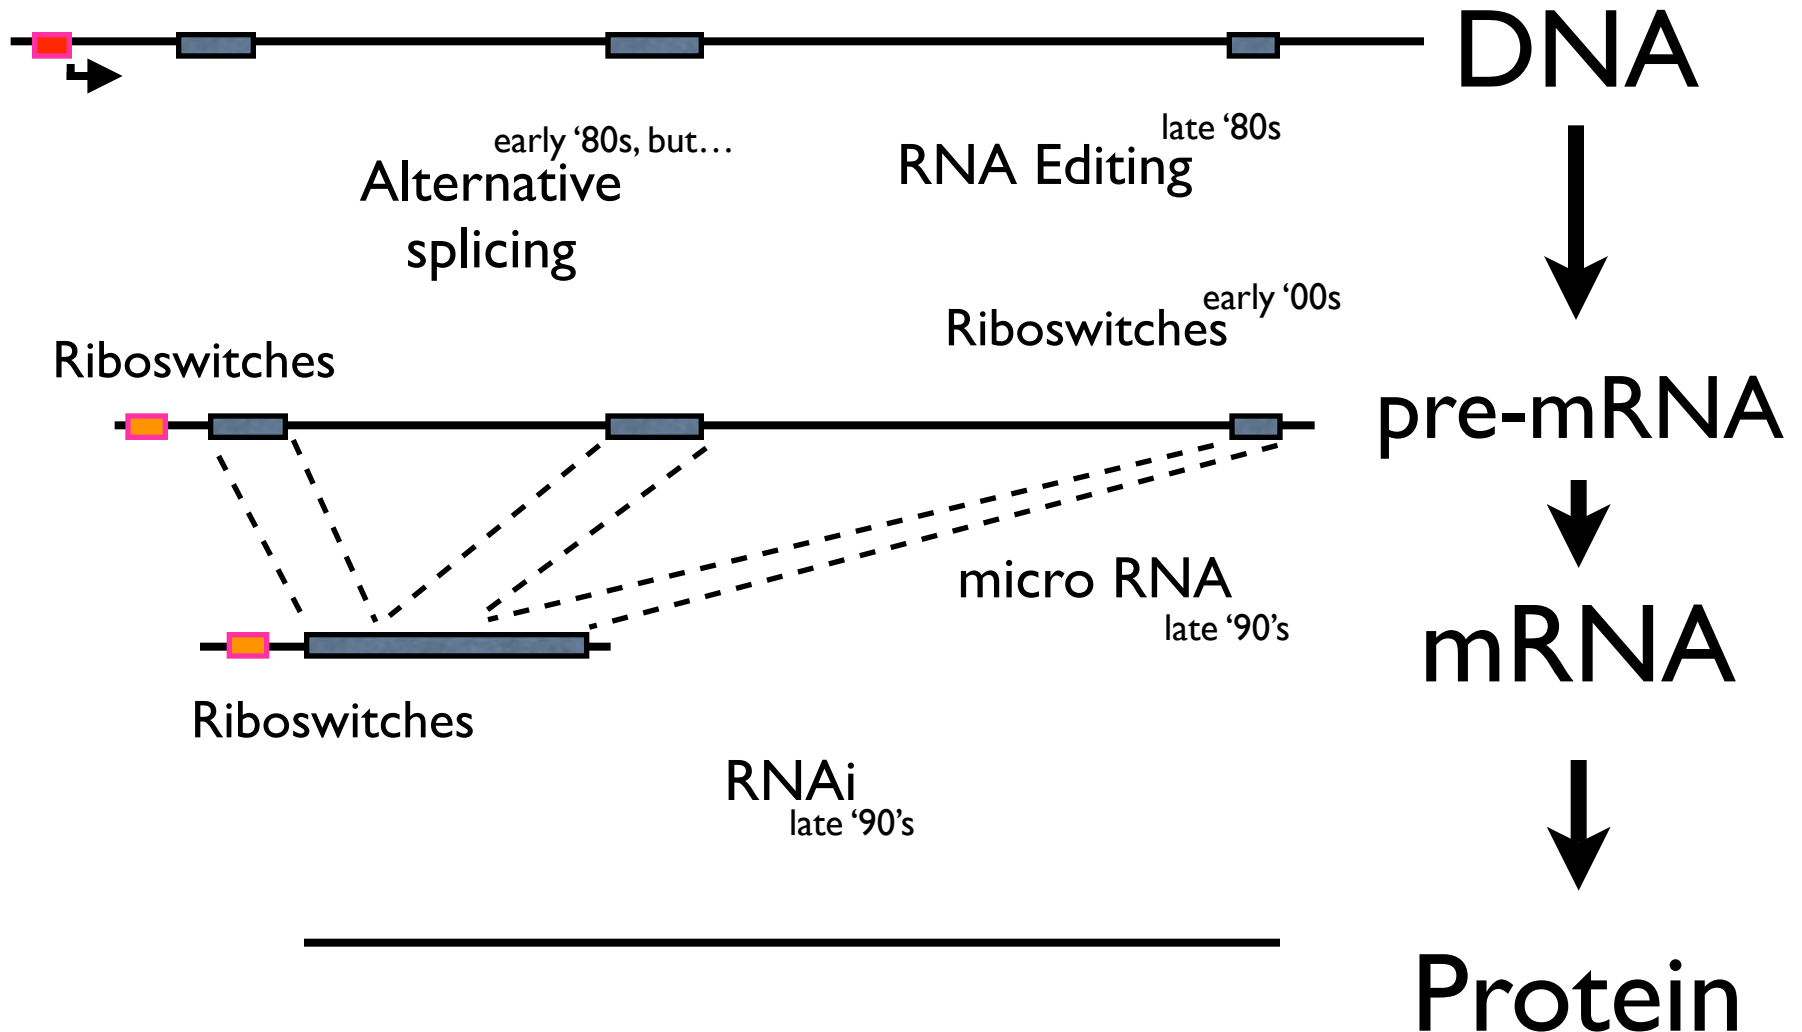 DNA
early ‘80s, but…
late ‘80s
Alternative
splicing
RNA Editing
early ‘00s
Riboswitches
Riboswitches
pre-mRNA
micro RNA
late ‘90’s
mRNA
Riboswitches
RNAi
late ‘90’s
Protein